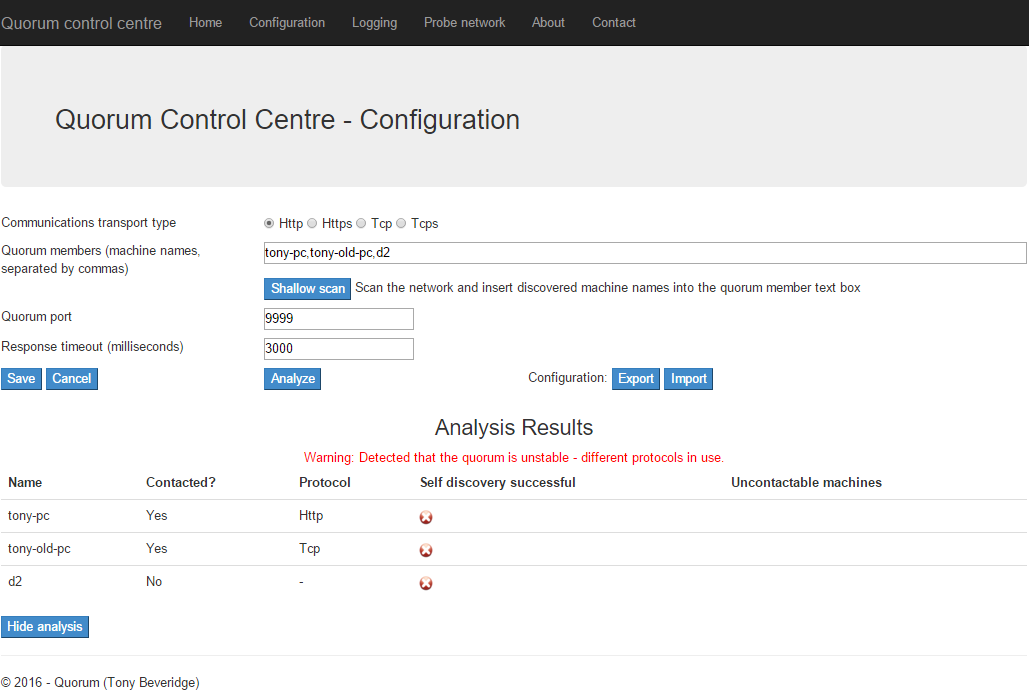 Quorum control centre Home Configuration Logging Probe network About Contact
Quorum Control Centre - Configuration
Communications transport type Http Https Tcp Tcps
Quorum members (machine names,
separated by commas)
tony-pc,tony-old-pc,d2
Shallow scan Scan the network and insert discovered machine names into the quorum member text box
Quorum port 9999
Response timeout (milliseconds) 3000
Save Cancel Analyze Configuration: Export Import
Analysis Results
Warning: Detected that the quorum is unstable - different protocols in use.
Name Contacted? Protocol Self discovery successful Uncontactable machines
tony-pc Yes Http
tony-old-pc Yes Tcp
d2 No -
Hide analysis
© 2016 - Quorum (Tony Beveridge)